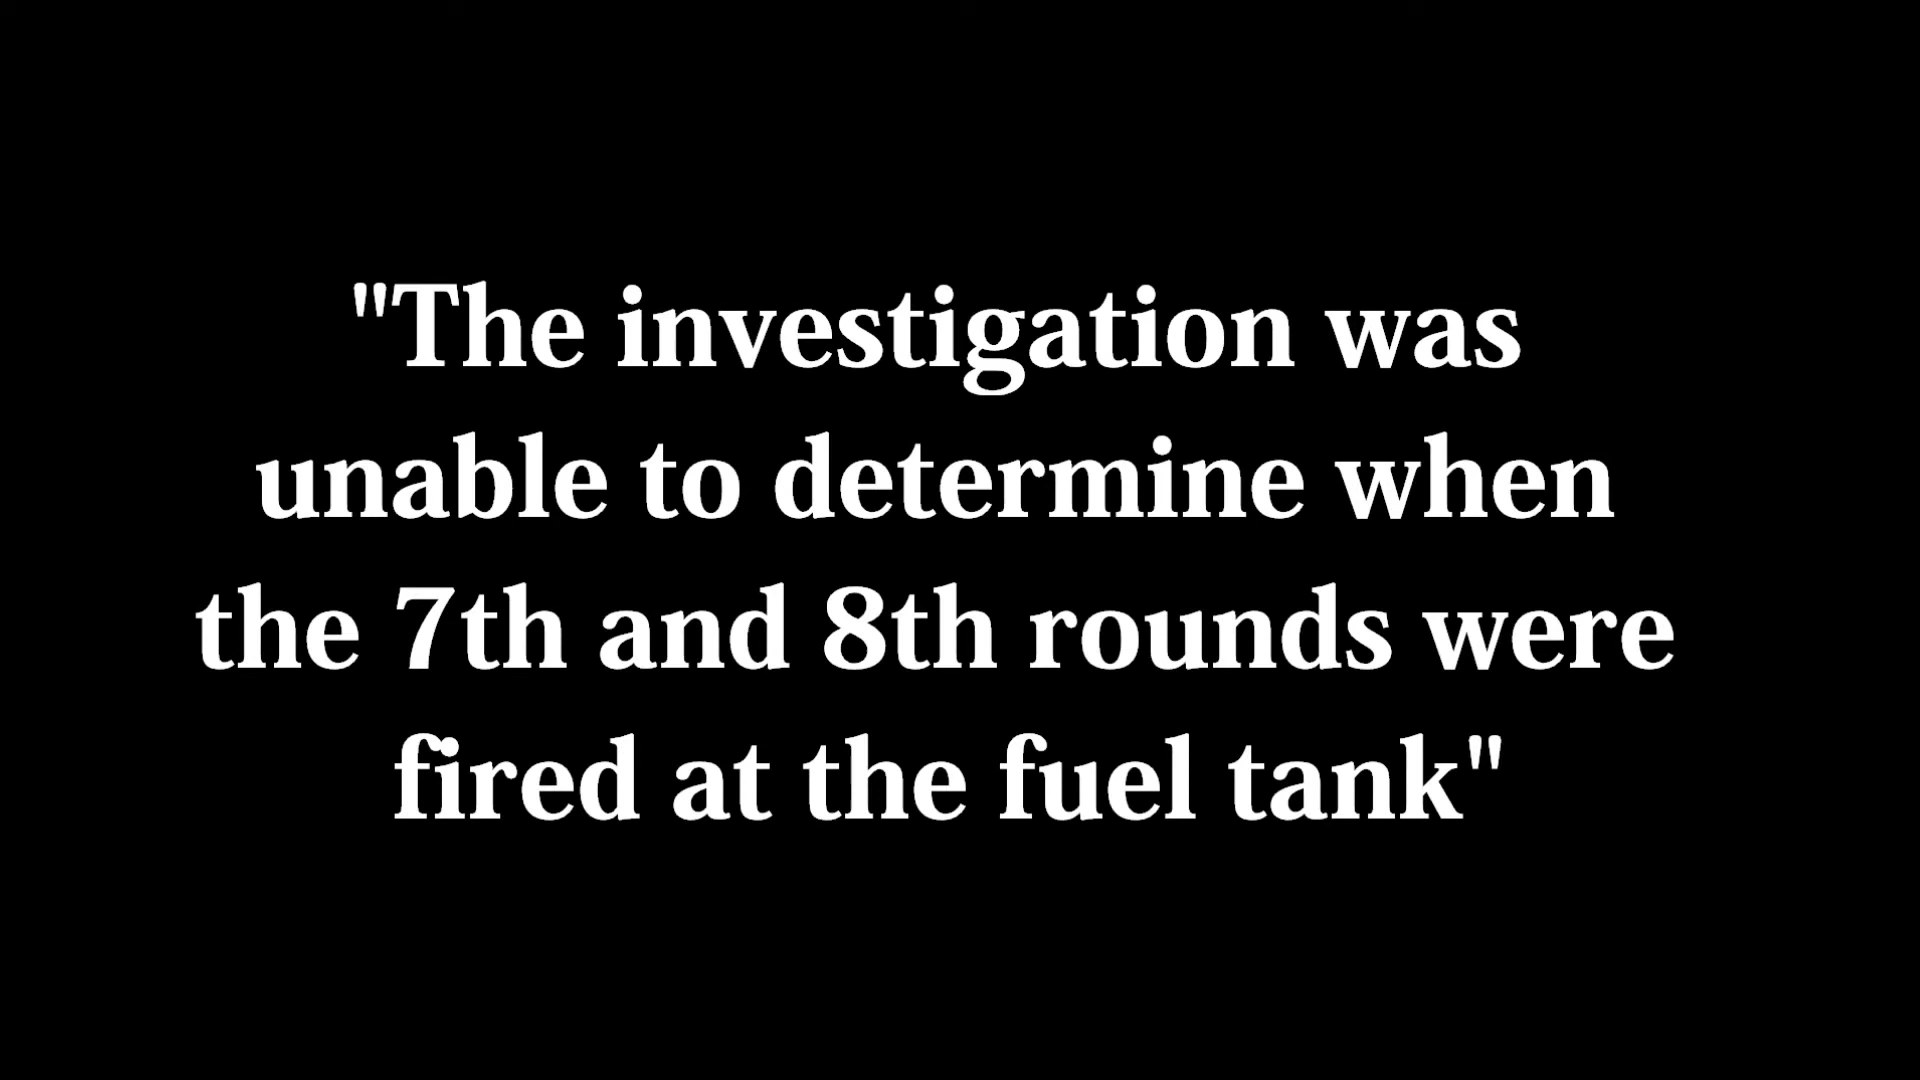 "The investigation was
unable to determine when
the 7th and 8th rounds were
fired at the fuel tank"